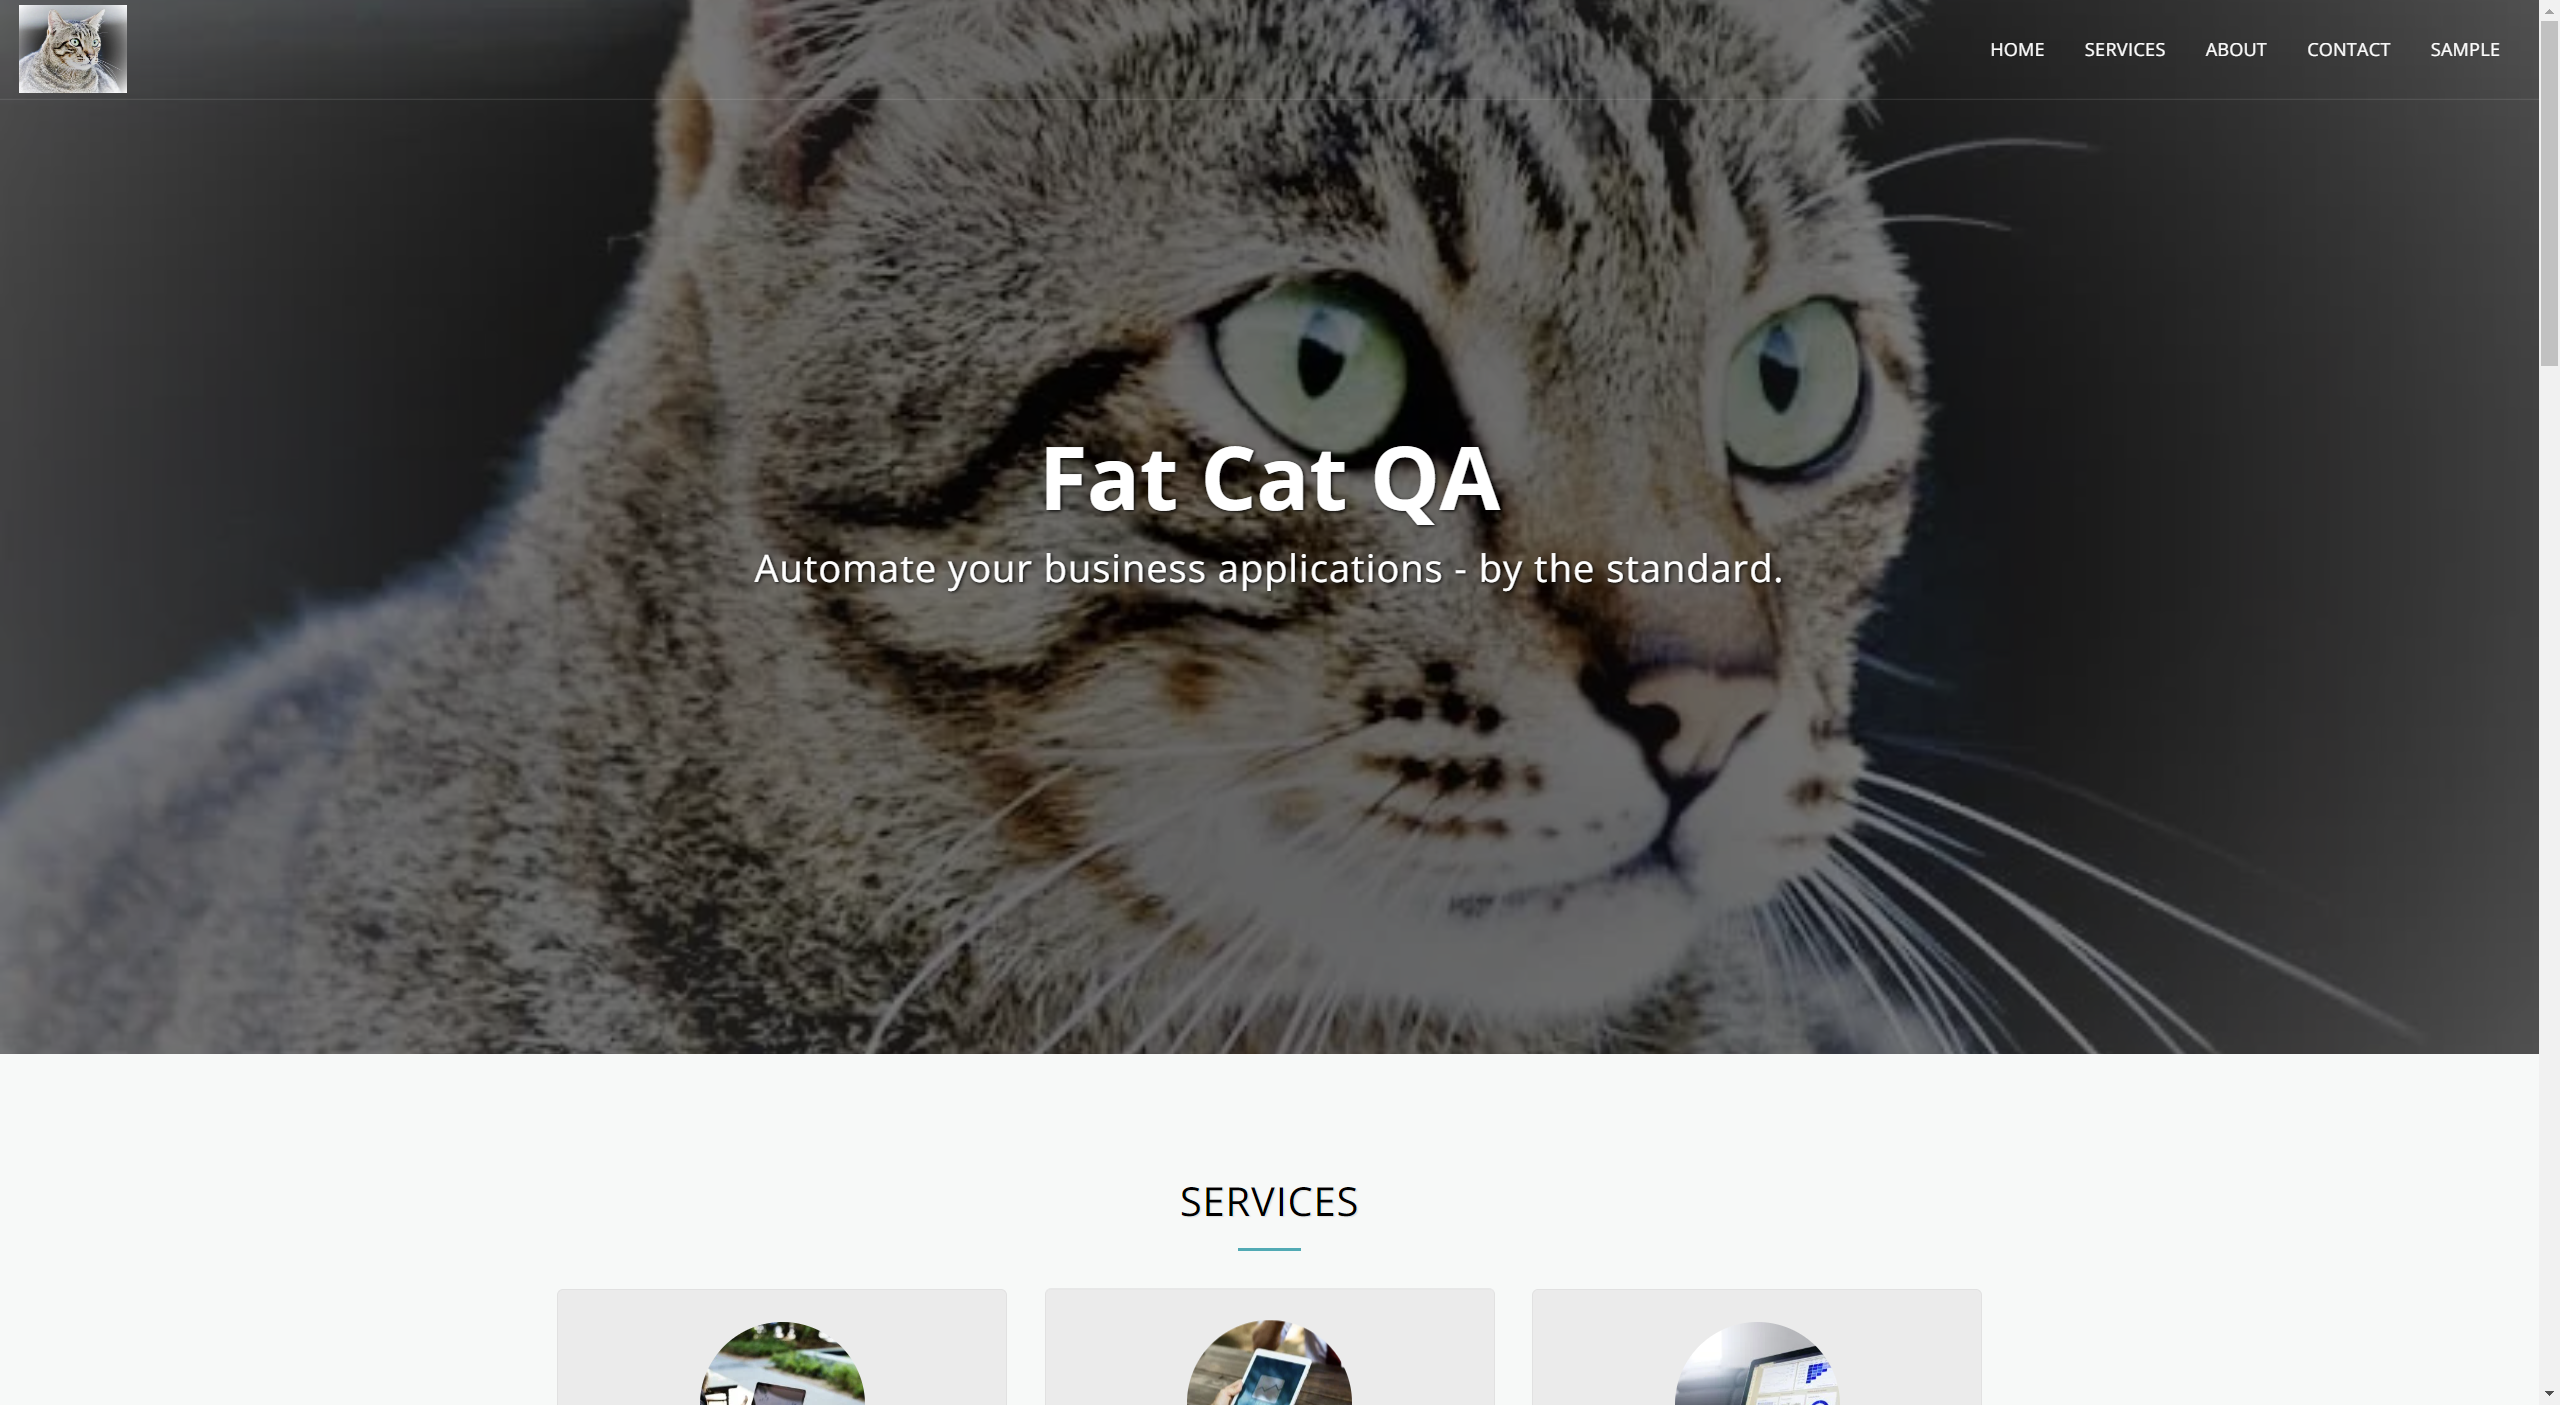 HOME SERVICES ABOUT CONTACT SAMPLE
Fat Cat QA
Automate your business applications - by the standard.
SERVICES